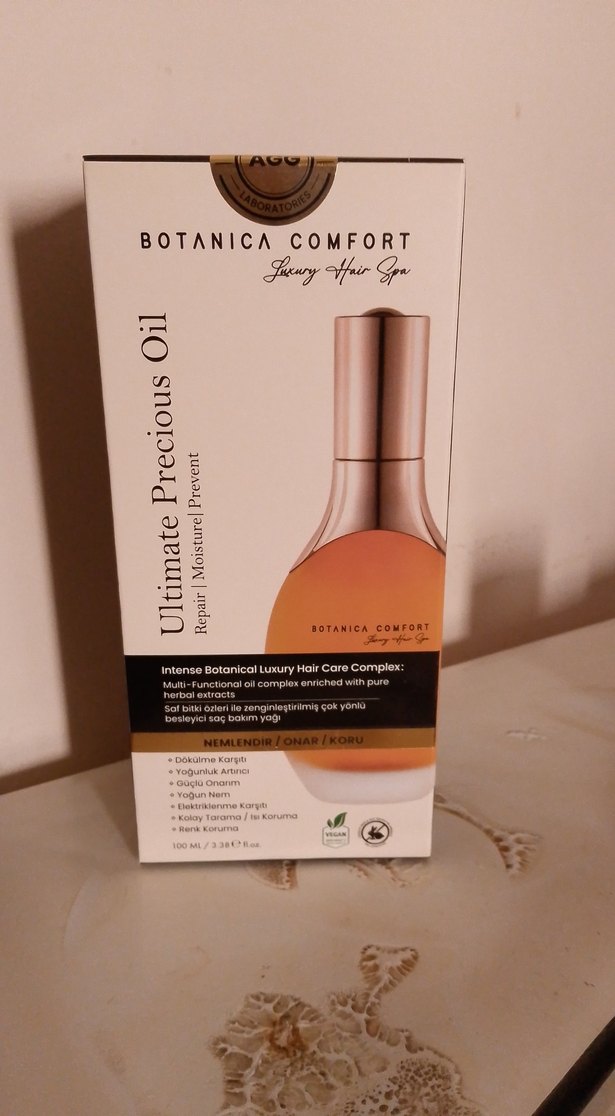 AGG
LABORATORIES
BOTANICA COMFORT
Luxury Hair Spa
Ultimate Precious Oil
Repair | Moisture | Prevent
BOTANICA COMFORT
Luxury Hair Spa
Intense Botanical Luxury Hair Care Complex:
Multi-Functional oil complex enriched with pure
herbal extracts
Saf bitki özleri ile zenginleştirilmiş çok yönlü
besleyici saç bakım yağı
NEMLENDİR / ONAR / KORU
Dökülme Karşıtı
Yoğunluk Artırıcı
Güçlü Onarım
Yoğun Nem
Elektriklenme Karşıtı
Kolay Tarama / Isı Koruma
Renk Koruma
VEGAN
100 ML / 3.38 ℮ fl.oz.